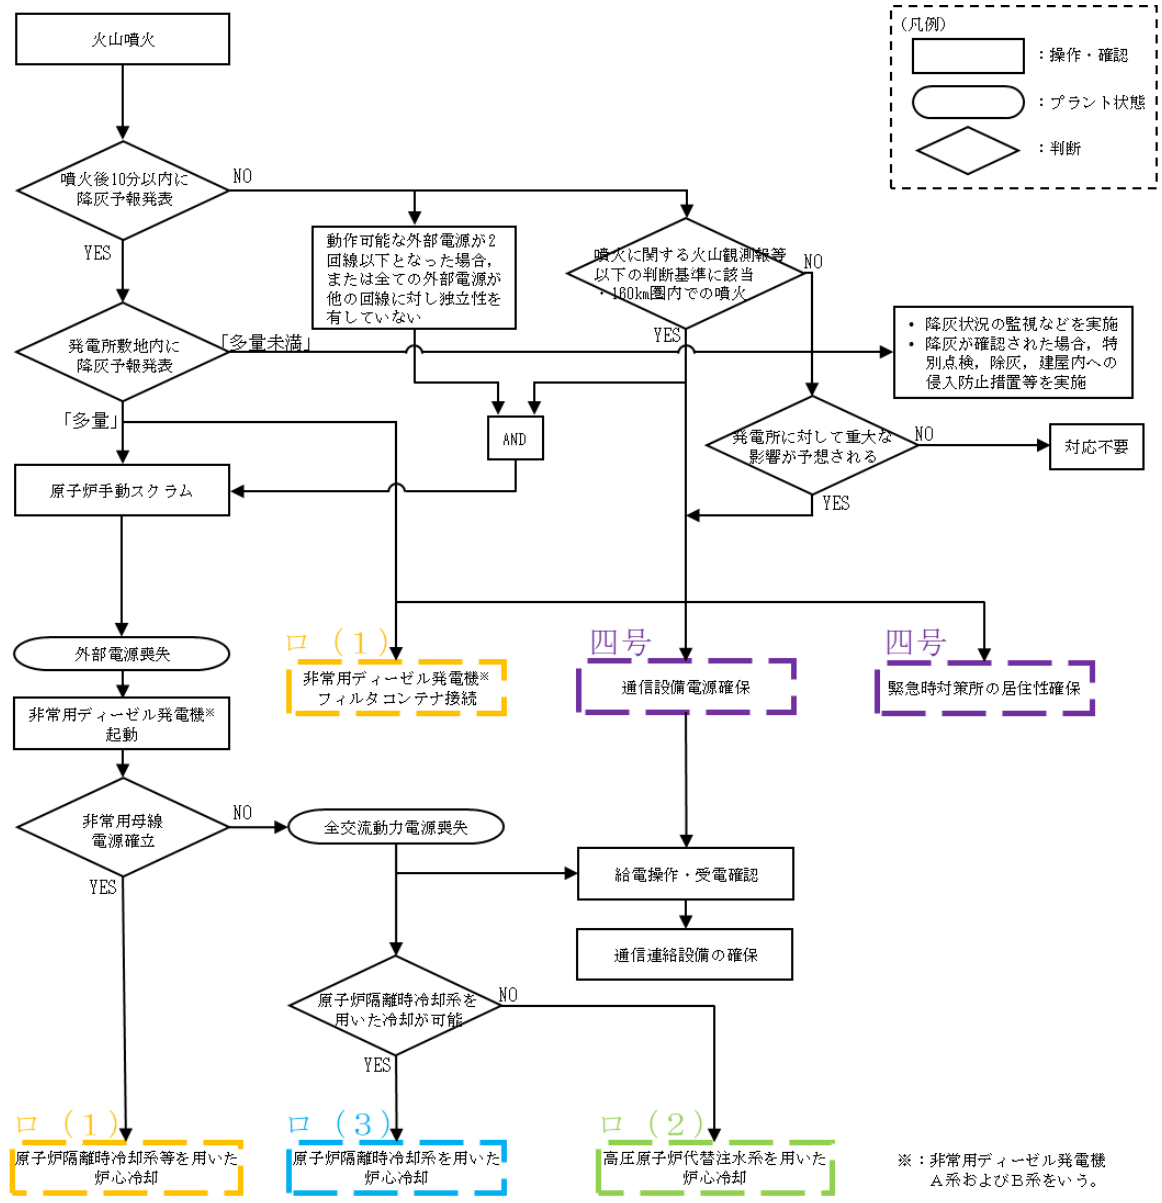 火山噴火
(凡例)
：操作・確認
：プラント状態
：判断
噴火後10分以内に
降灰予報発表
NO
YES
動作可能な外部電源が2
回線以下となった場合,
または全ての外部電源が
他の回線に対し独立性を
有していない
噴火に関する火山観測報等
以下の判断基準に該当
・160km圏内での噴火
NO
YES
発電所敷地内に
降灰予報発表
「多量未満」
「多量」
• 降灰状況の監視などを実施
• 降灰が確認された場合, 特
別点検, 除灰, 建屋内への
侵入防止措置等を実施
AND
発電所に対して重大な
影響が予想される
NO
YES
対応不要
原子炉手動スクラム
外部電源喪失
ロ（１）
非常用ディーゼル発電機※
フィルタコンテナ接続
四号
通信設備電源確保
四号
緊急時対策所の居住性確保
非常用ディーゼル発電機※
起動
非常用母線
電源確立
NO
YES
全交流動力電源喪失
給電操作・受電確認
通信連絡設備の確保
原子炉隔離時冷却系を
用いた冷却が可能
NO
YES
ロ（１）
原子炉隔離時冷却系等を用いた
炉心冷却
ロ（３）
原子炉隔離時冷却系を用いた
炉心冷却
ロ（２）
高圧原子炉代替注水系を用いた
炉心冷却
※：非常用ディーゼル発電機
Ａ系およびＢ系をいう。